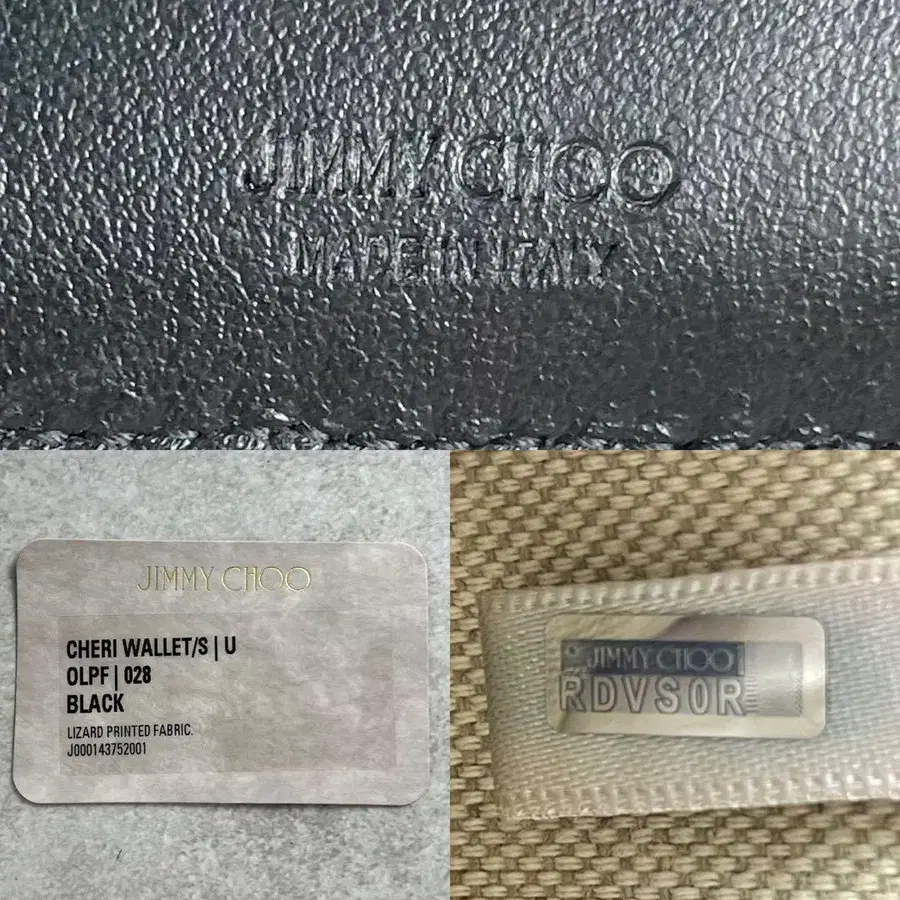 JIMMY CHOO
MADE IN ITALY
JIMMY CHOO
CHERI WALLET/S | U
OLPF | 028
BLACK
LIZARD PRINTED FABRIC.
J000143752001
JIMMY CHOO
RDVS0R